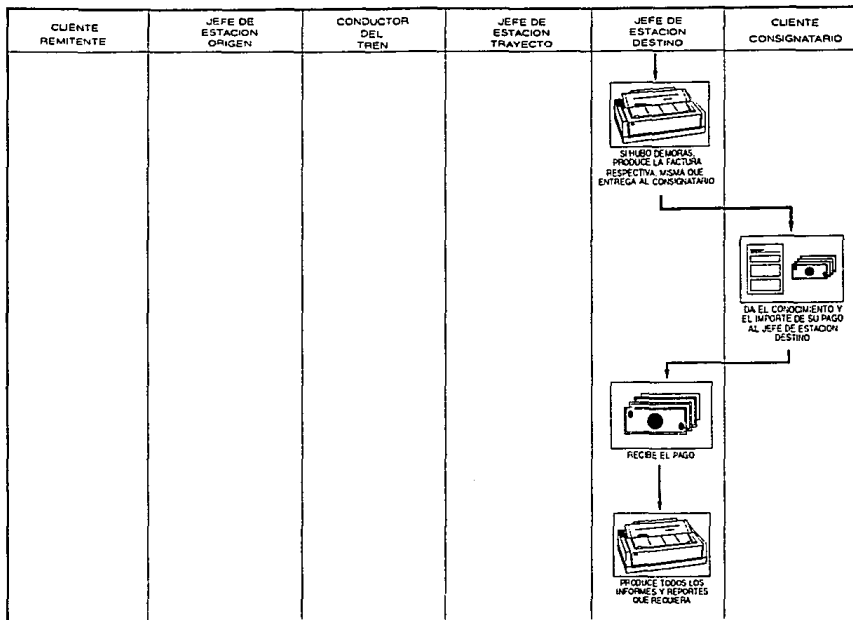 CLIENTE
REMITENTE
JEFE DE
ESTACION
ORIGEN
CONDUCTOR
DEL
TREN
JEFE DE
ESTACION
TRAYECTO
JEFE DE
ESTACION
DESTINO
CLIENTE
CONSIGNATARIO
SI HUBO DEMORAS,
PRODUCE LA FACTURA
RESPECTIVA, MISMA QUE
ENTREGA AL CONSIGNATARIO
DA EL CONOCIMIENTO Y
EL IMPORTE DE SU PAGO
AL JEFE DE ESTACION
DESTINO
RECIBE EL PAGO
PRODUCE TODOS LOS
INFORMES Y REPORTES
QUE REQUIERA